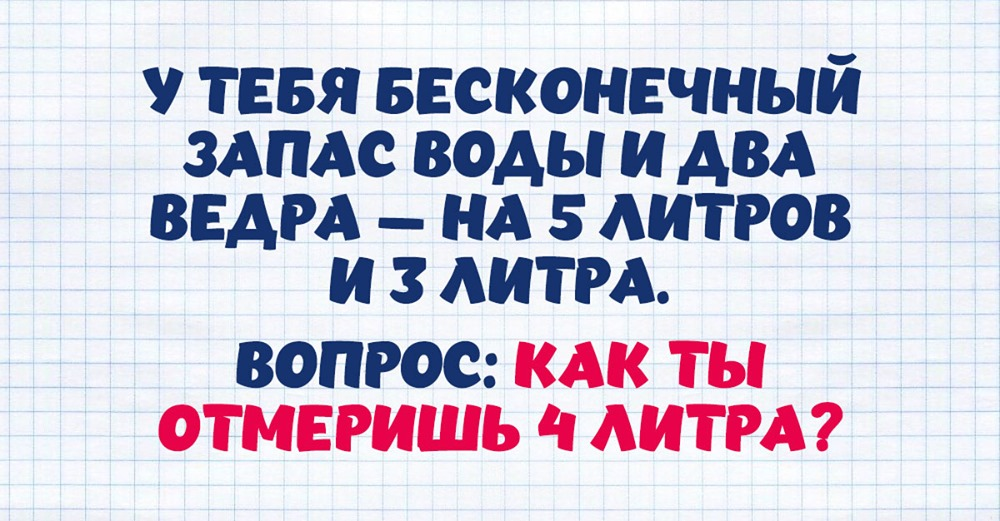 У ТЕБЯ БЕСКОНЕЧНЫЙ
ЗАПАС ВОДЫ И ДВА
ВЕДРА – НА 5 ЛИТРОВ
И 3 ЛИТРА.
ВОПРОС: КАК ТЫ
ОТМЕРИШЬ 4 ЛИТРА?